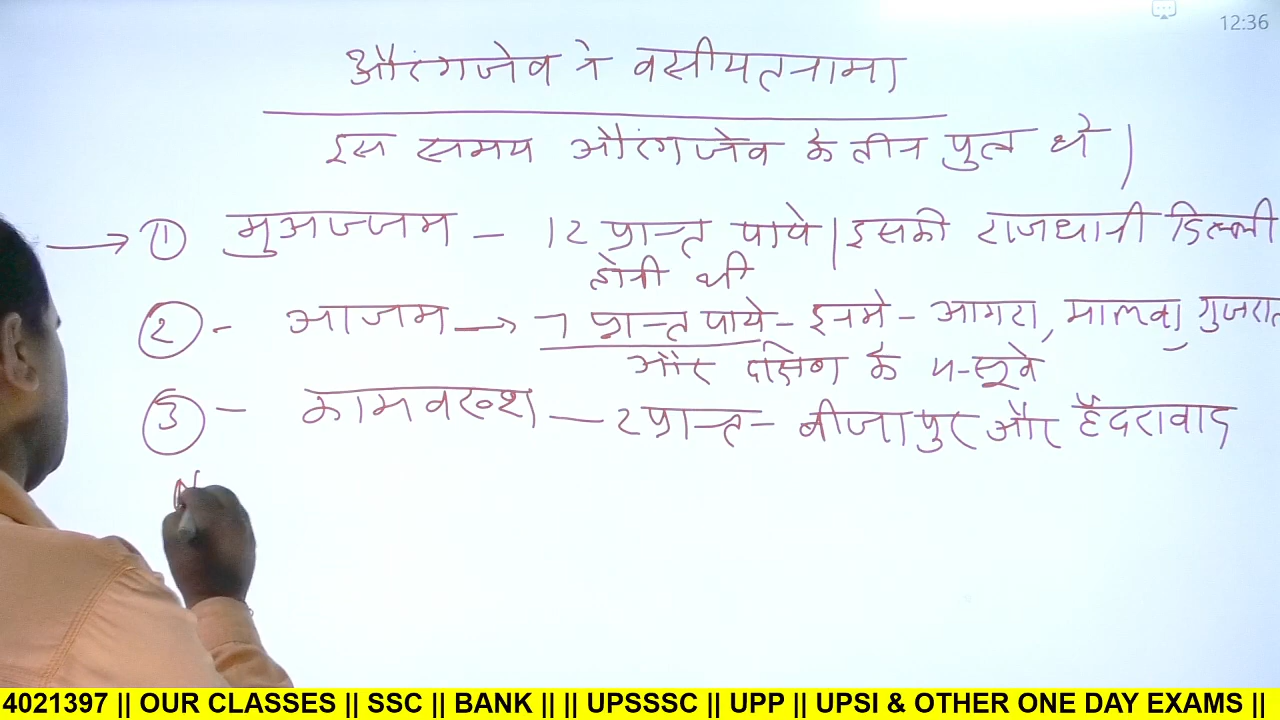 12:36
औरंगजेव ने वसीयतनामा
इस समय औरंगजेव के तीन पुत्र थे |
→ ① मुअज्जम – 12 प्रान्त पाये | इसकी राजधानी दिल्ली
होनी थी
② - आजम → 7 प्रान्त पाये - इनमे - आगरा, मालवा, गुजरात
और दक्षिण के 4-सूवे
③ - कामवख्श — 2 प्रान्त - बीजापुर और हैदरावाद
N
4021397 || OUR CLASSES || SSC || BANK || || UPSSSC || UPP || UPSI & OTHER ONE DAY EXAMS ||